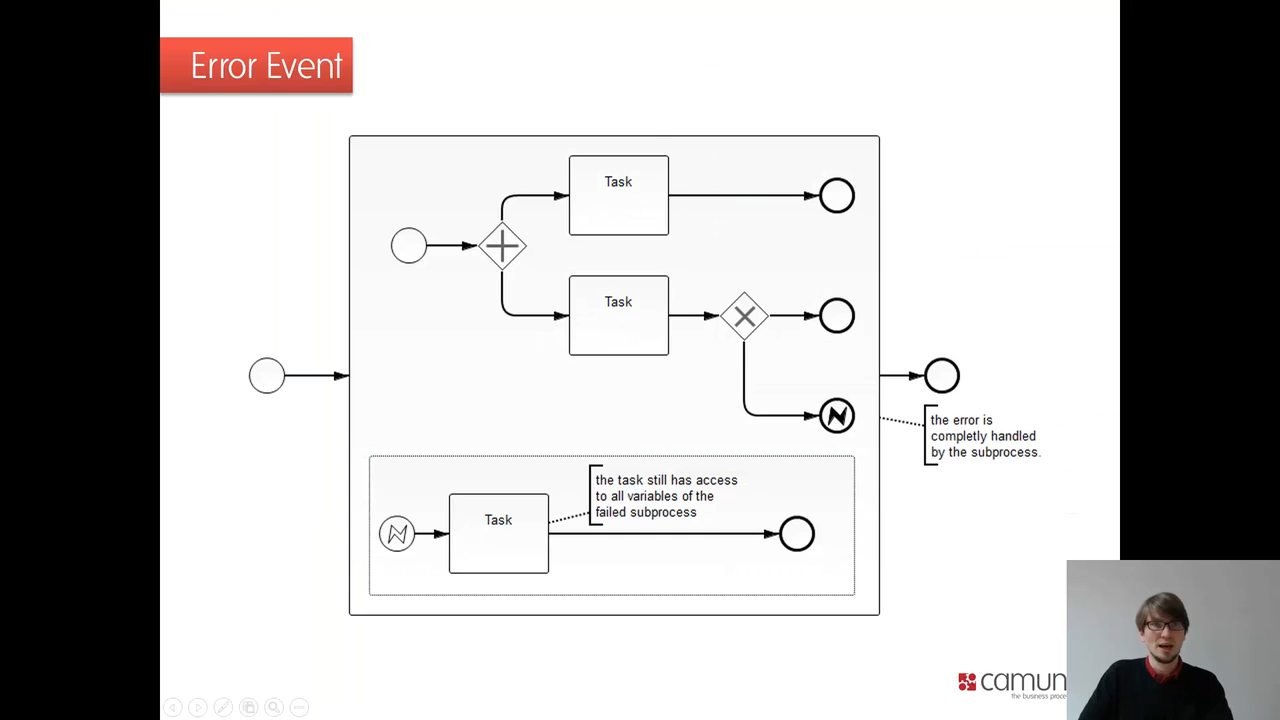 Error Event
Task
Task
the error is
completly handled
by the subprocess.
the task still has access
to all variables of the
failed subprocess
Task
camun
the business proce